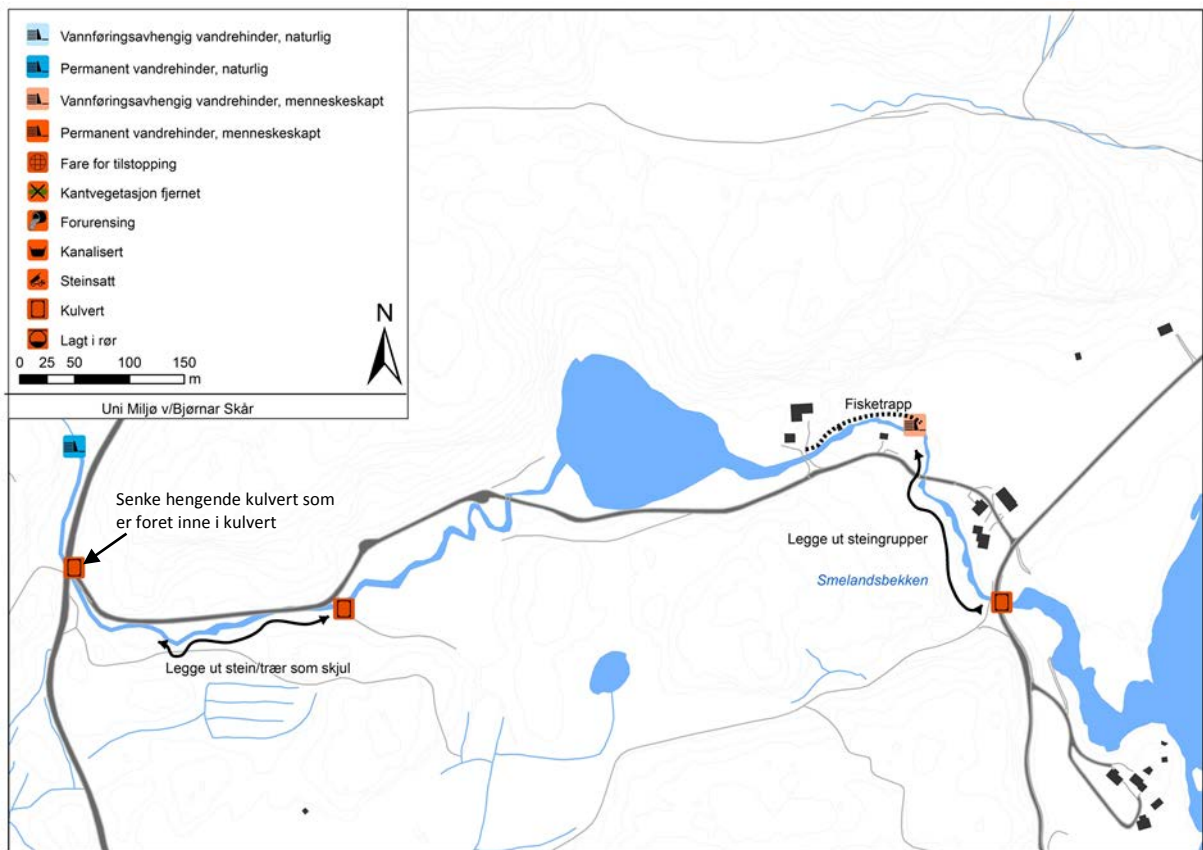 Vannføringsavhengig vandrehinder, naturlig
Permanent vandrehinder, naturlig
Vannføringsavhengig vandrehinder, menneskeskapt
Permanent vandrehinder, menneskeskapt
Fare for tilstopping
Kantvegetasjon fjernet
Forurensing
Kanalisert
Steinsatt
Kulvert
Lagt i rør
N
0 25 50 100 150
m
Uni Miljø v/Bjørnar Skår
Fisketrapp
Senke hengende kulvert som
er foret inne i kulvert
Legge ut steingrupper
Smelandsbekken
Legge ut stein/trær som skjul